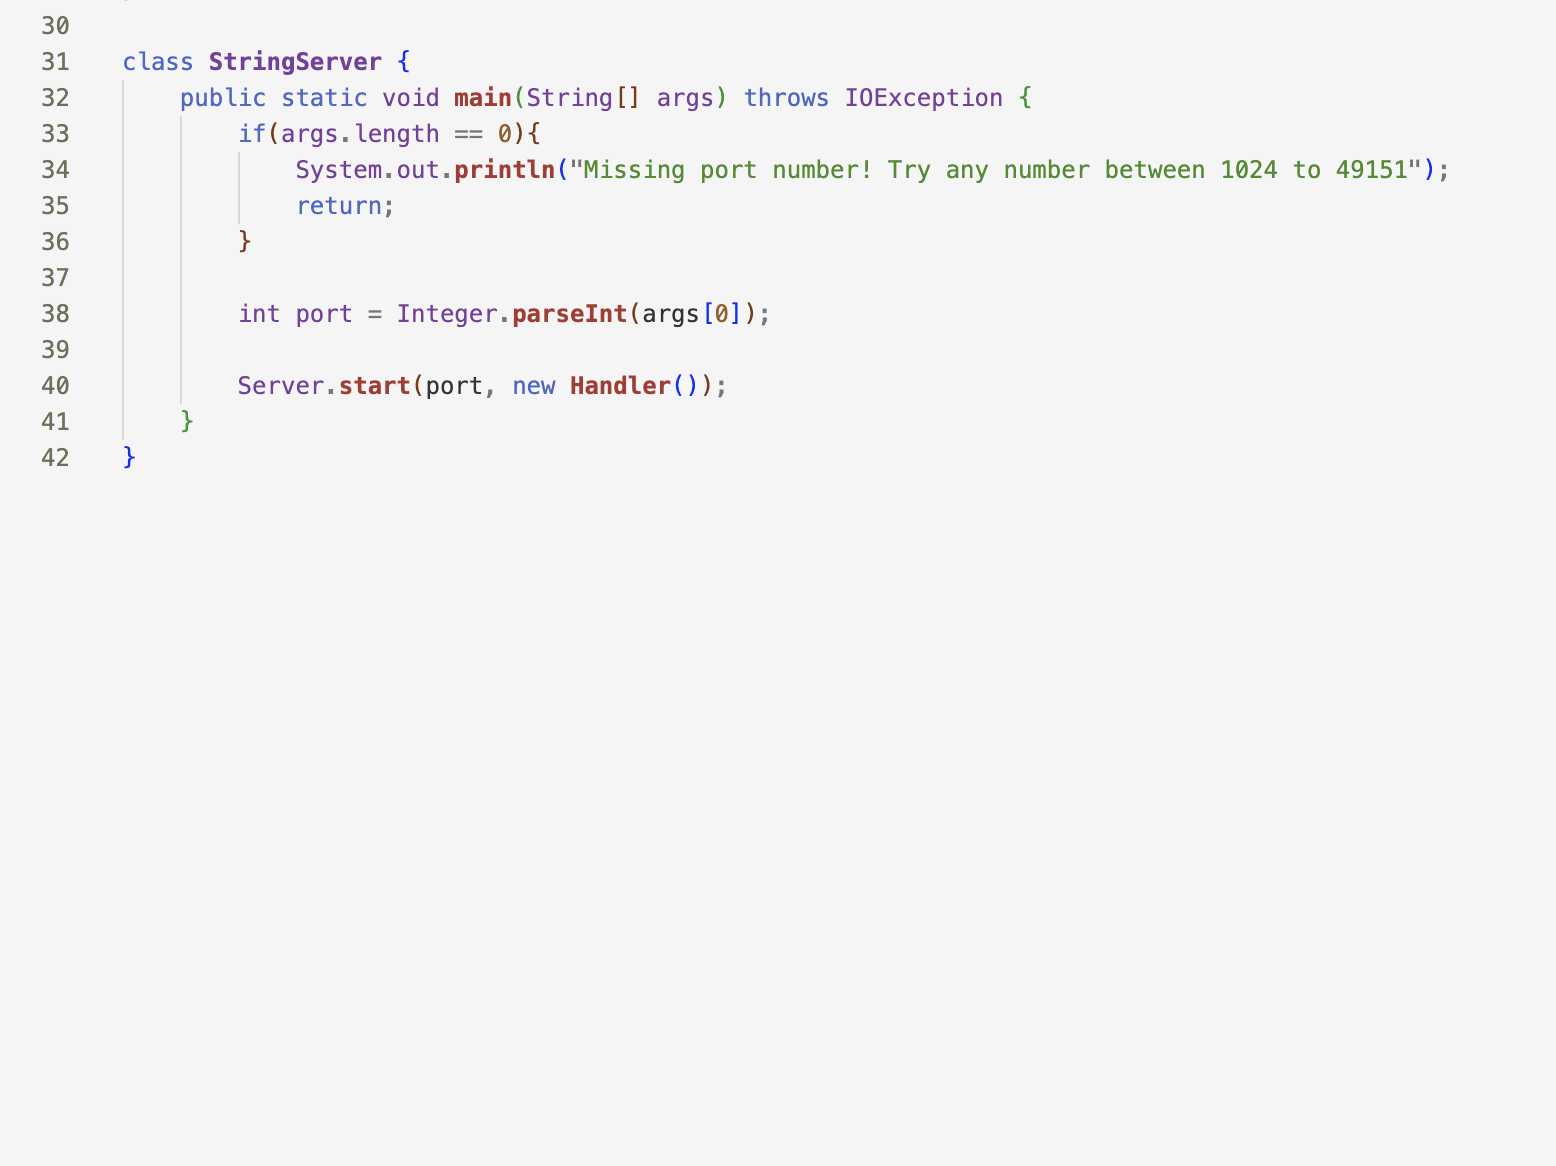 30
31 class StringServer {
32 public static void main(String[] args) throws IOException {
33 if(args.length == 0){
34 System.out.println("Missing port number! Try any number between 1024 to 49151");
35 return;
36 }
37
38 int port = Integer.parseInt(args[0]);
39
40 Server.start(port, new Handler());
41 }
42 }